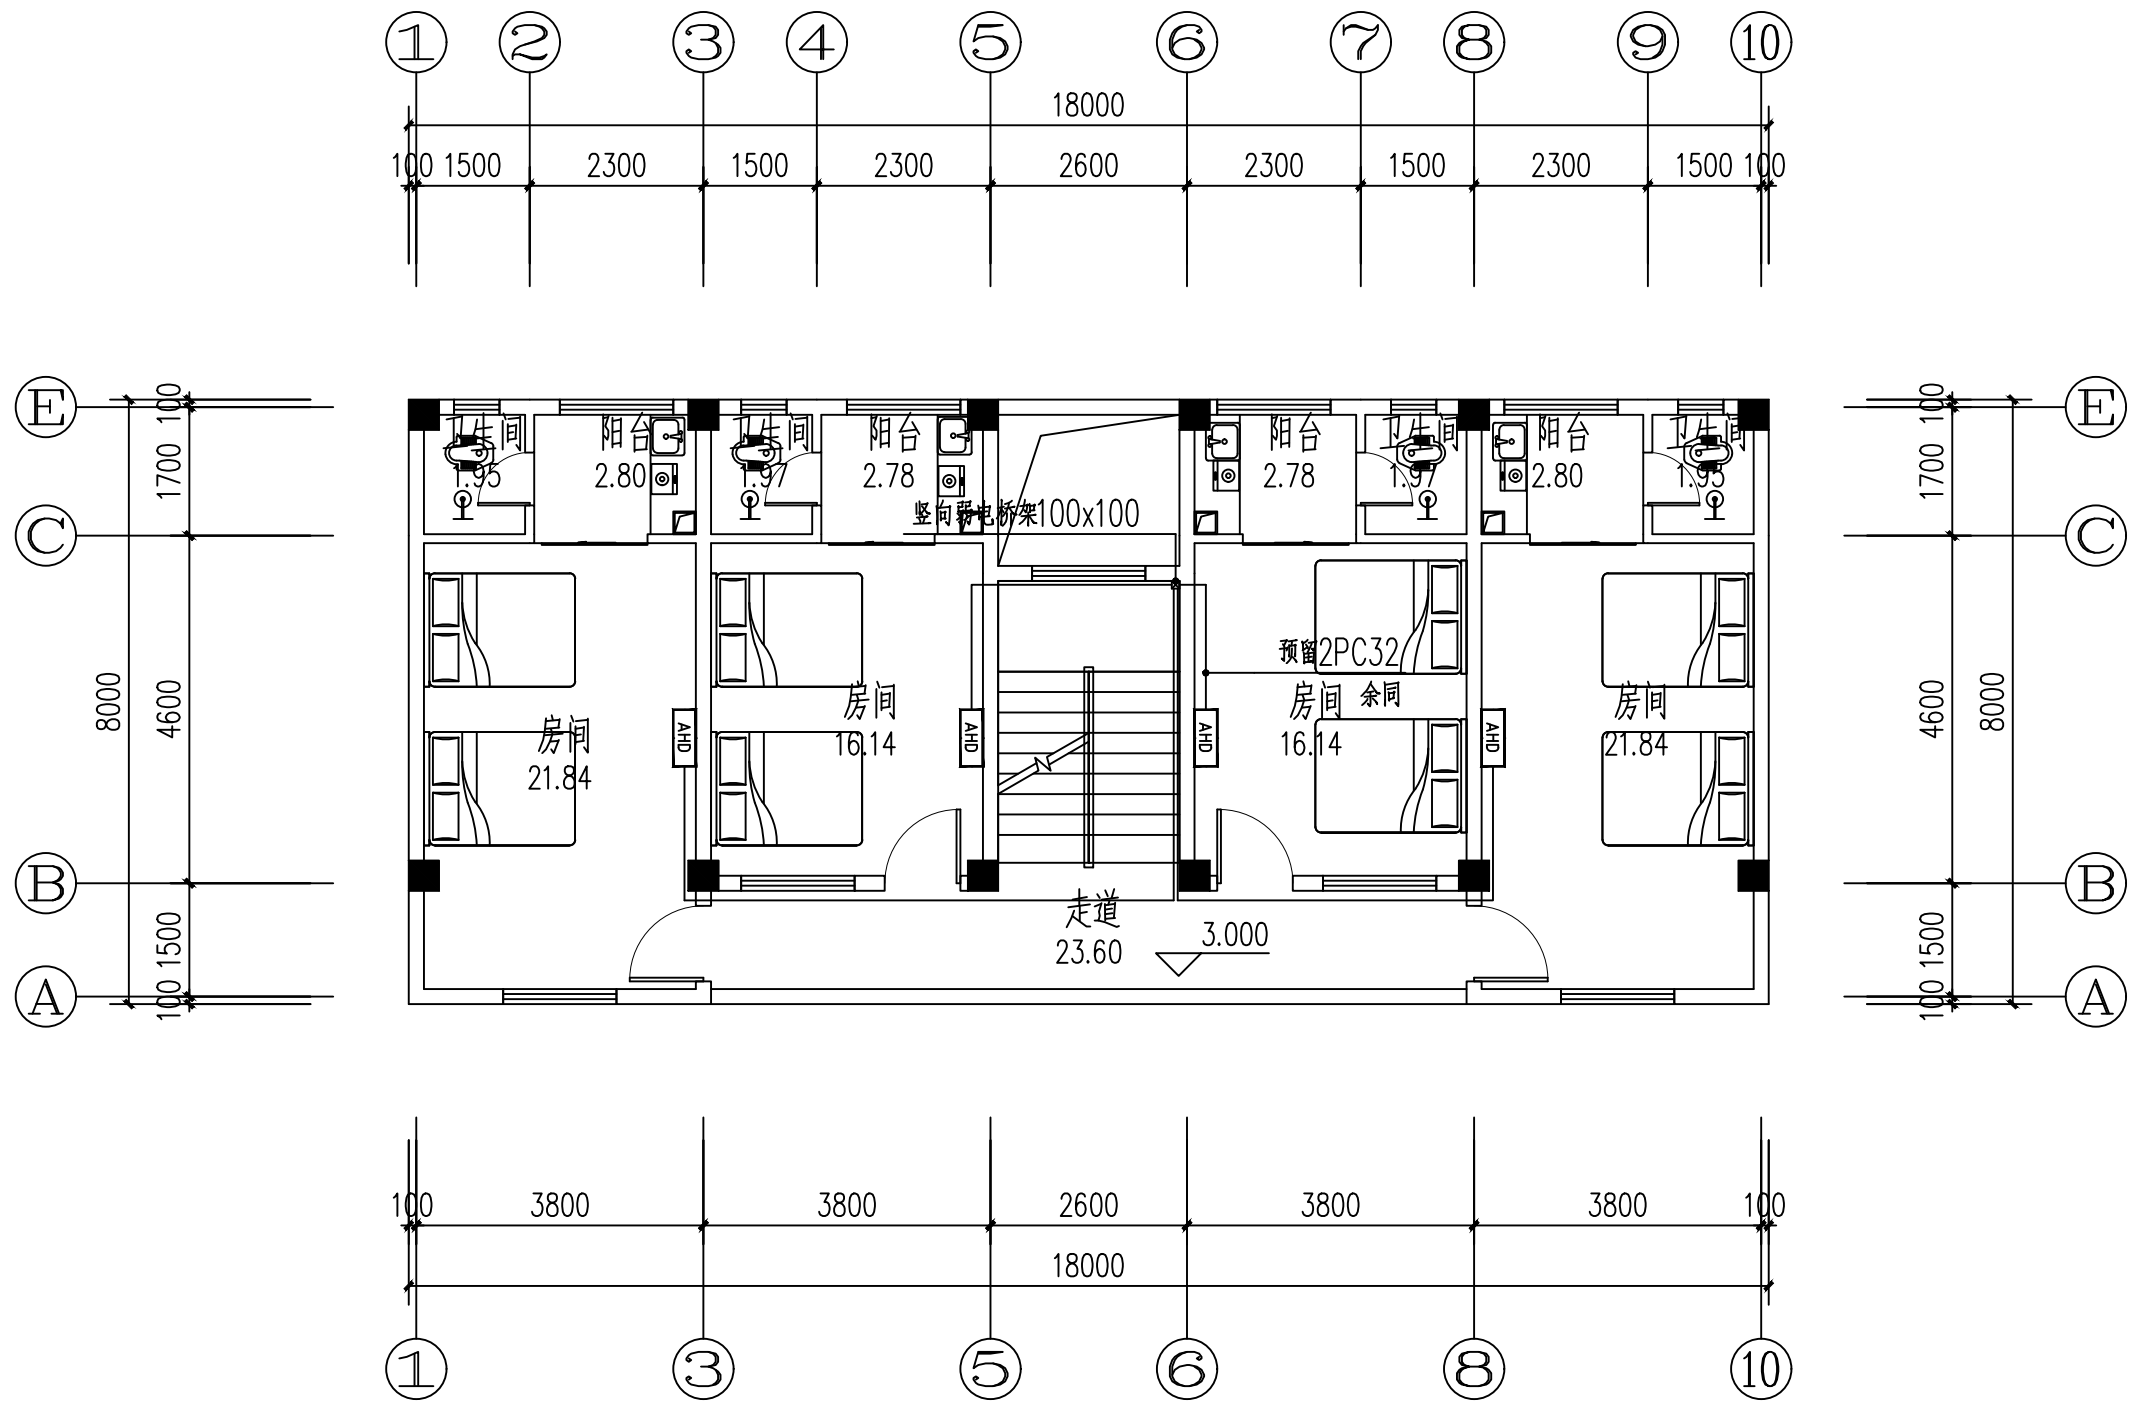 1 2 3 4 5 6 7 8 9 10
18000
100 1500 2300 1500 2300 2600 2300 1500 2300 1500 100
E E
C C
B B
A A
100 1700 4600 1500 100
8000
100 1700 4600 1500 100
8000
卫生间 阳台 卫生间 阳台 阳台 卫生间 阳台 卫生间
1.95 2.80 1.97 2.78 2.78 1.97 2.80 1.95
竖向弱电桥架100x100
预留2PC32
余同
房间 房间 房间 房间
21.84 16.14 16.14 21.84
AHD AHD AHD AHD
走道
23.60
3.000
100 3800 3800 2600 3800 3800 100
18000
1 3 5 6 8 10